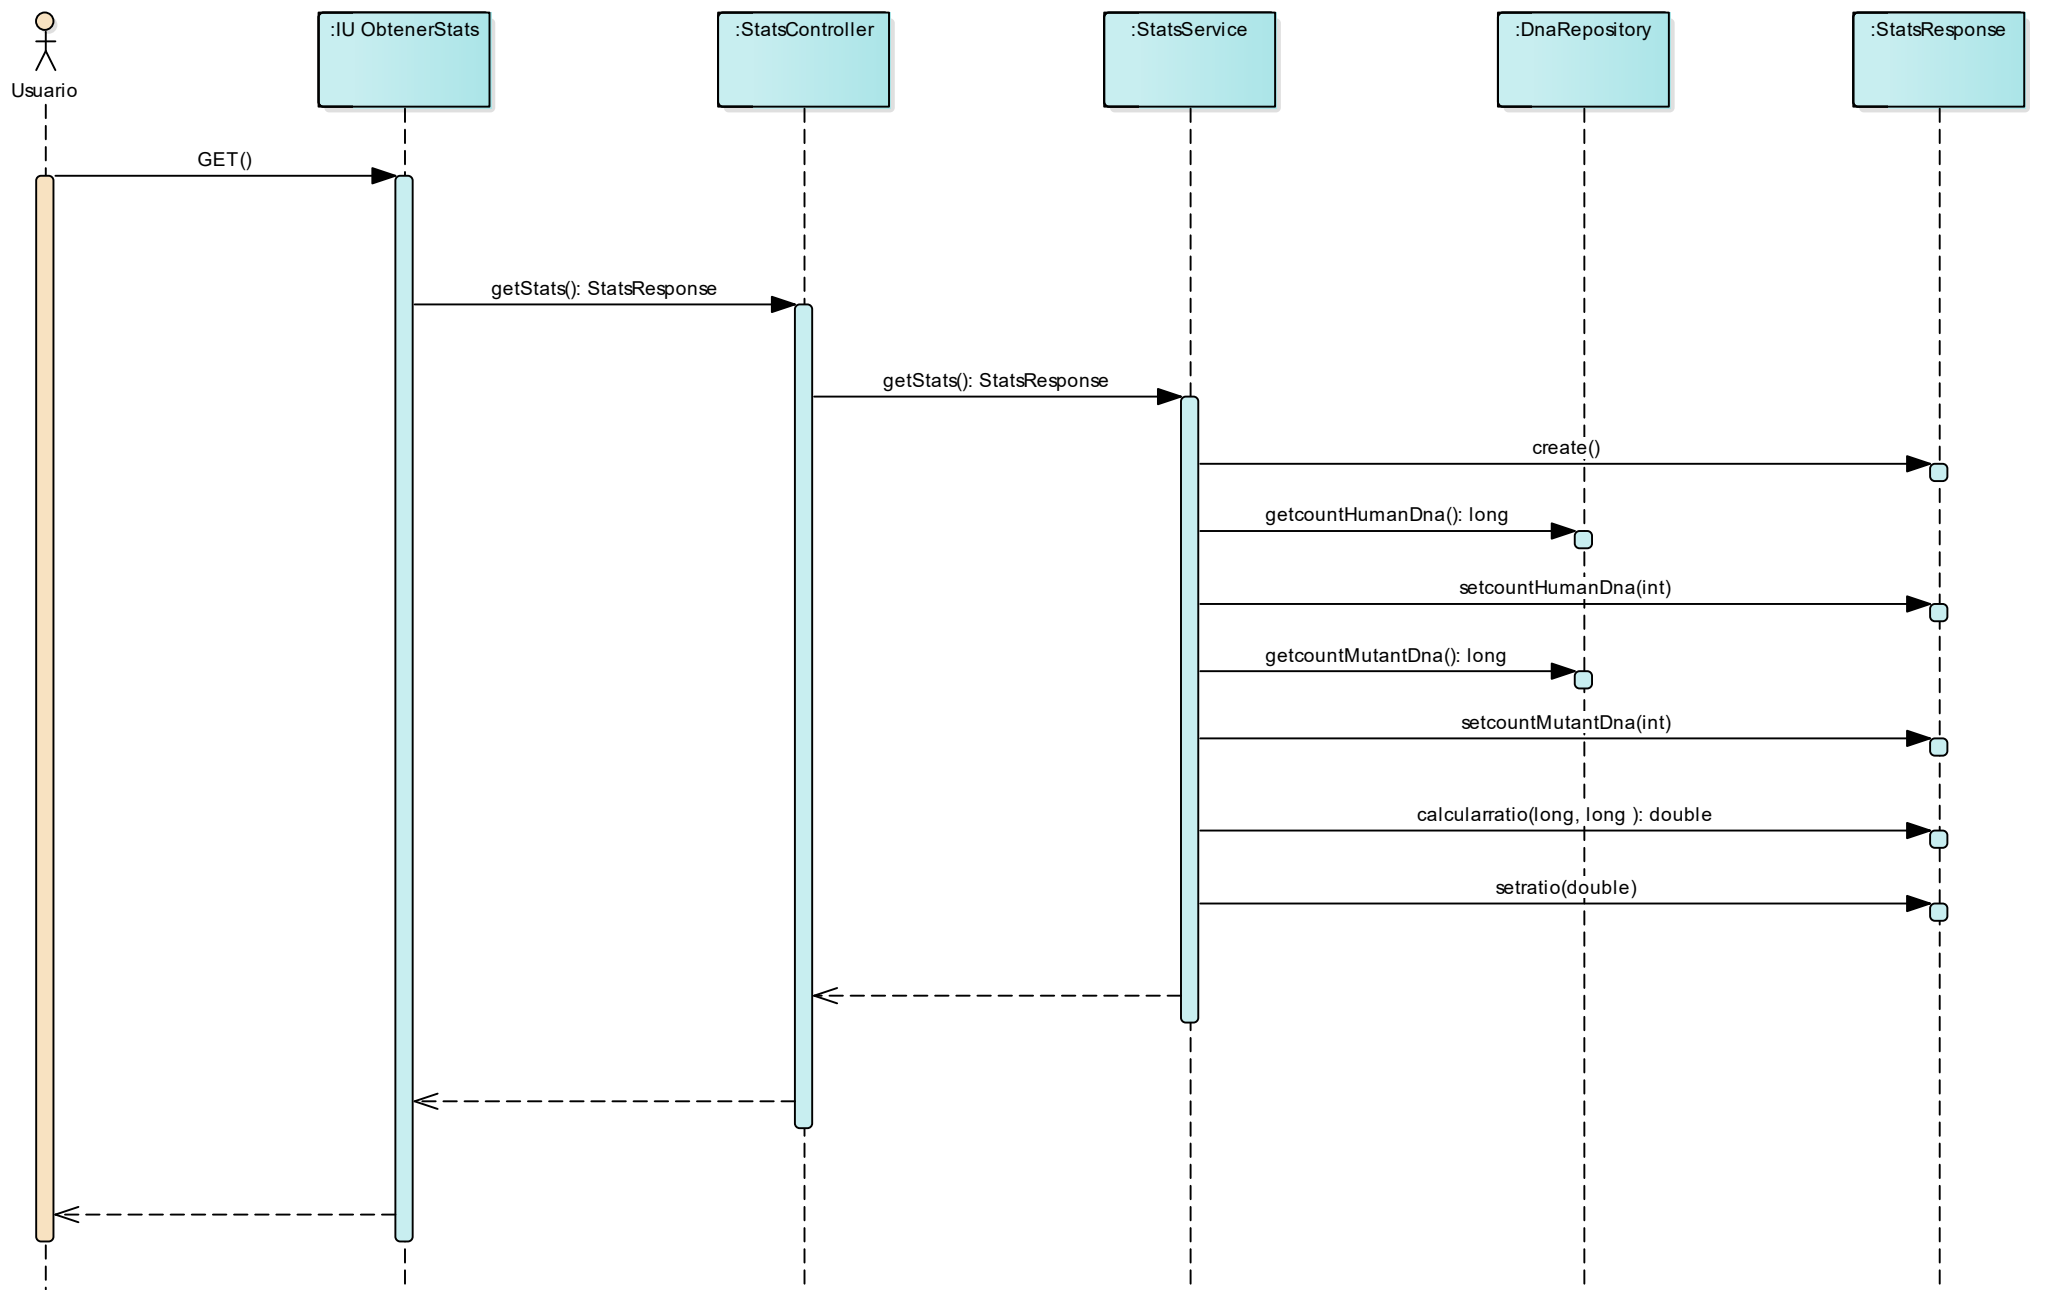 :IU ObtenerStats
:StatsController
:StatsService
:DnaRepository
:StatsResponse
Usuario
GET()
getStats(): StatsResponse
getStats(): StatsResponse
create()
getcountHumanDna(): long
setcountHumanDna(int)
getcountMutantDna(): long
setcountMutantDna(int)
calcularratio(long, long ): double
setratio(double)